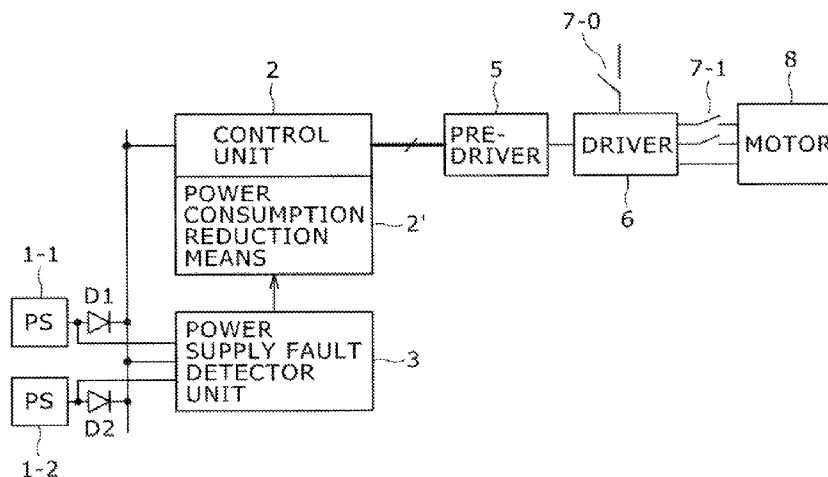 7-0
2
5
7-1
8
CONTROL
UNIT
PRE-
DRIVER
DRIVER
MOTOR
POWER
CONSUMPTION
REDUCTION
MEANS
2'
6
1-1
D1
PS
POWER
SUPPLY FAULT
DETECTOR
UNIT
3
PS
D2
1-2